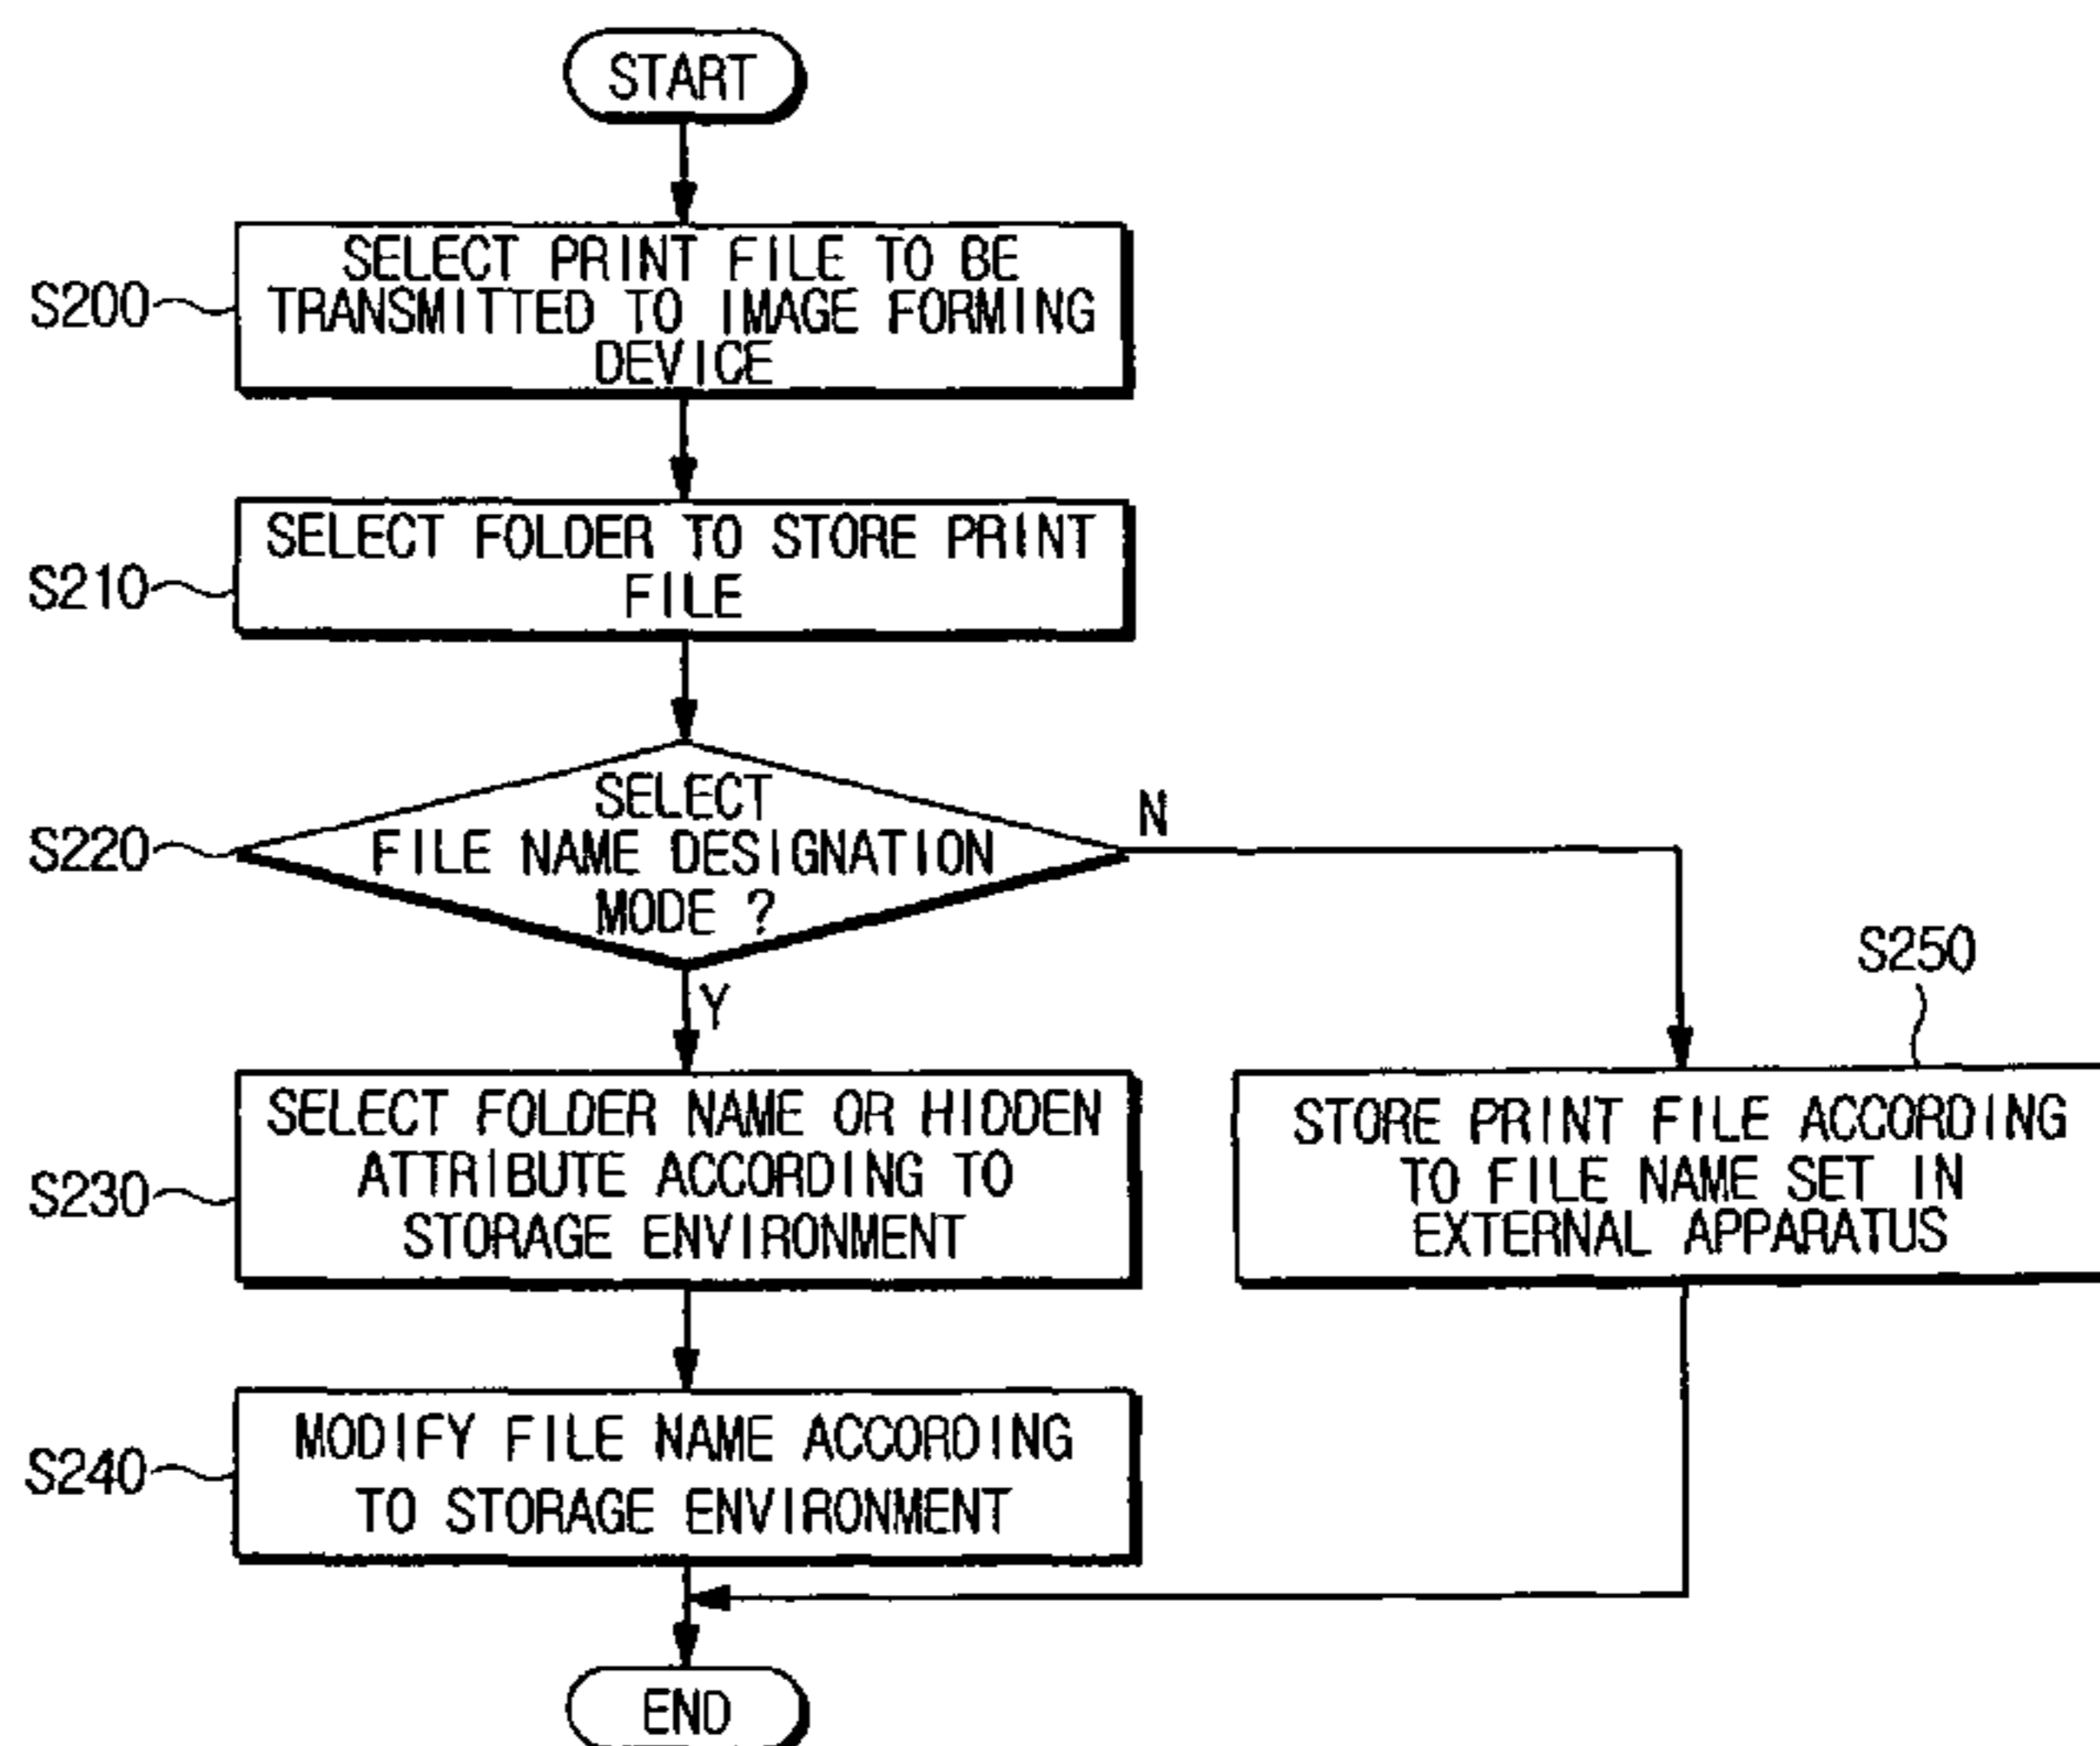 START
S200
SELECT PRINT FILE TO BE
TRANSMITTED TO IMAGE FORMING
DEVICE
S210
SELECT FOLDER TO STORE PRINT
FILE
S220
SELECT
FILE NAME DESIGNATION
MODE ?
N
Y
S230
SELECT FOLDER NAME OR HIDDEN
ATTRIBUTE ACCORDING TO
STORAGE ENVIRONMENT
S250
STORE PRINT FILE ACCORDING
TO FILE NAME SET IN
EXTERNAL APPARATUS
S240
MODIFY FILE NAME ACCORDING
TO STORAGE ENVIRONMENT
END